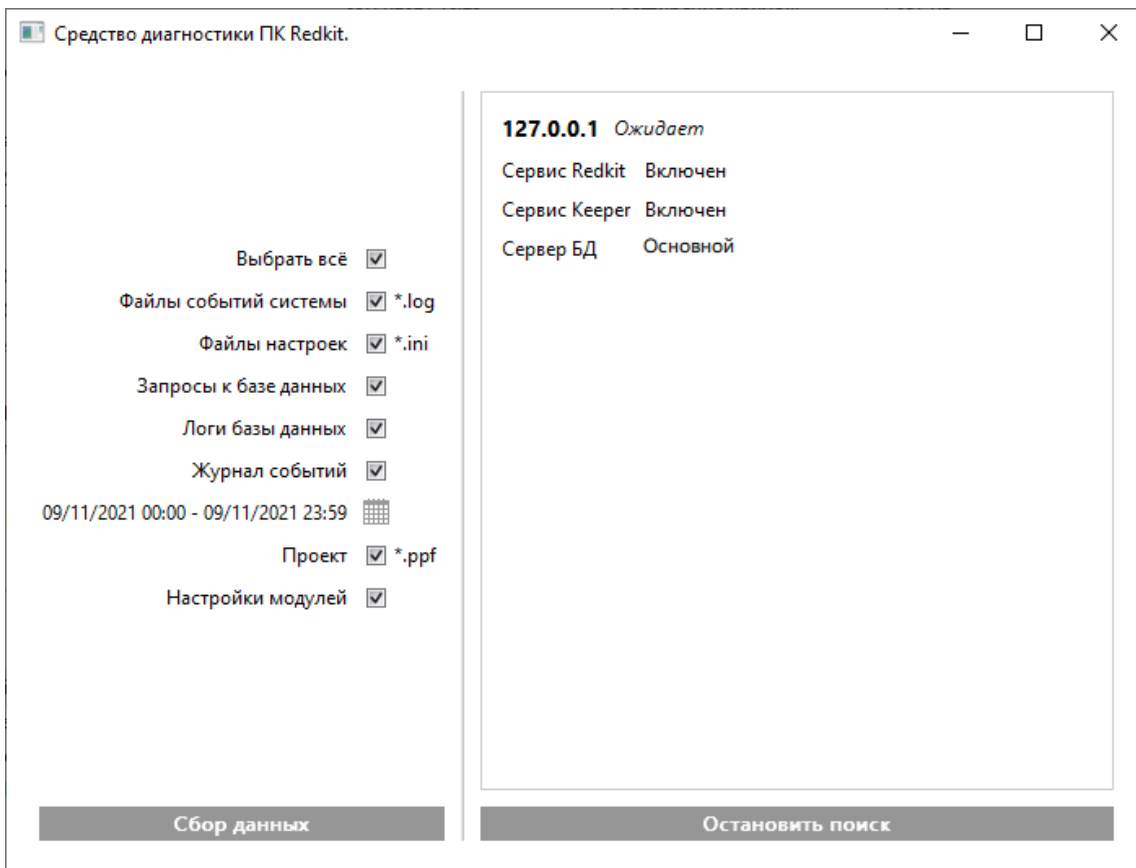 Средство диагностики ПК Redkit.
Выбрать всё
Файлы событий системы *.log
Файлы настроек *.ini
Запросы к базе данных
Логи базы данных
Журнал событий
09/11/2021 00:00 - 09/11/2021 23:59
Проект *.ppf
Настройки модулей
Сбор данных
127.0.0.1 Ожидает
Сервис Redkit Включен
Сервис Keeper Включен
Сервер БД Основной
Остановить поиск